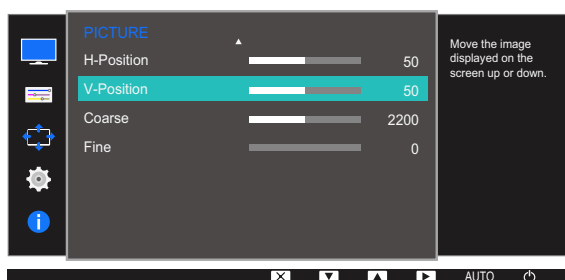 PICTURE
H-Position 50
V-Position 50
Coarse 2200
Fine 0
Move the image
displayed on the
screen up or down.
AUTO